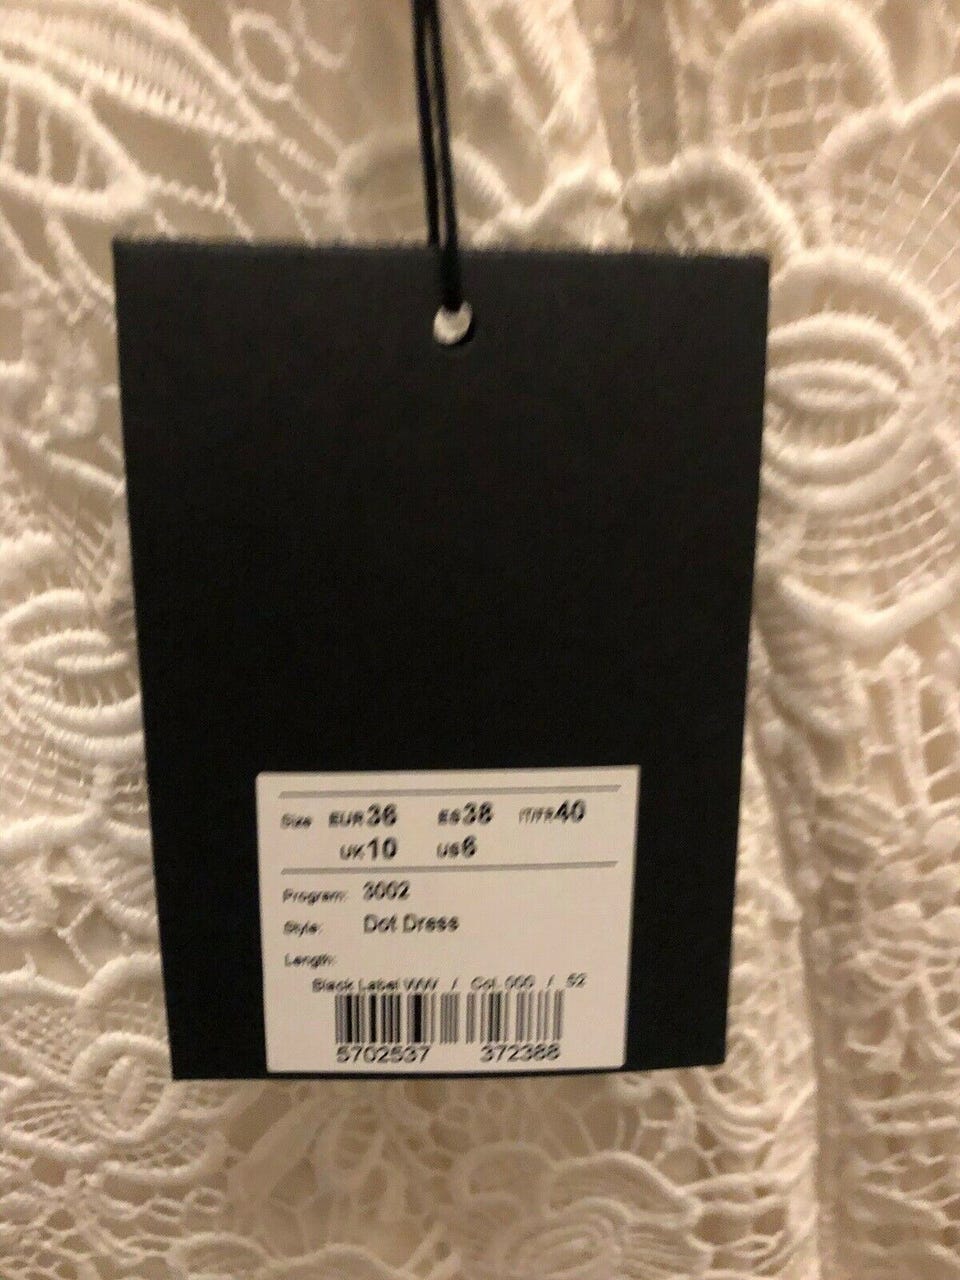 Size EUR36 ES38 IT/FR40
UK10 US6
Program: 3002
Style: Dot Dress
Length:
Black Label WW / Col. 000 / 52
5702537 372388